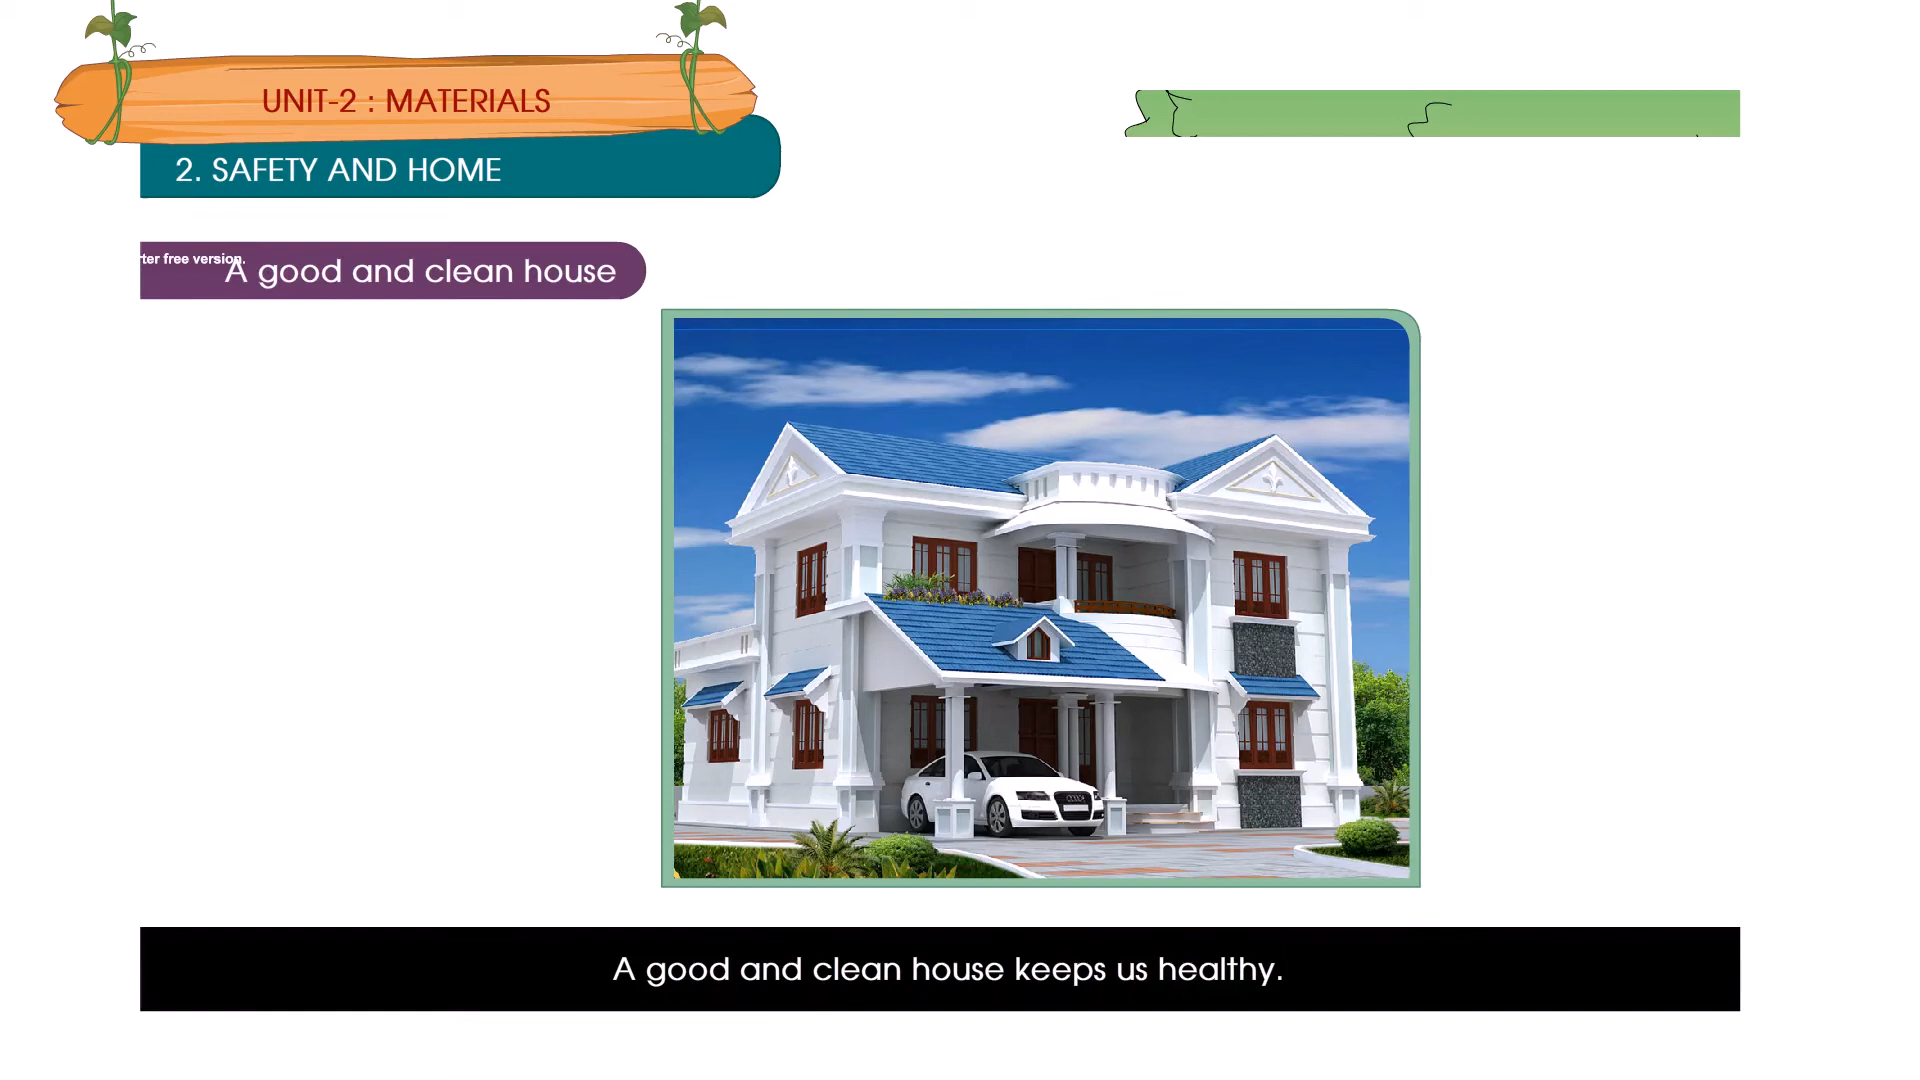 UNIT-2 : MATERIALS
2. SAFETY AND HOME
rter free version.
A good and clean house
A good and clean house keeps us healthy.